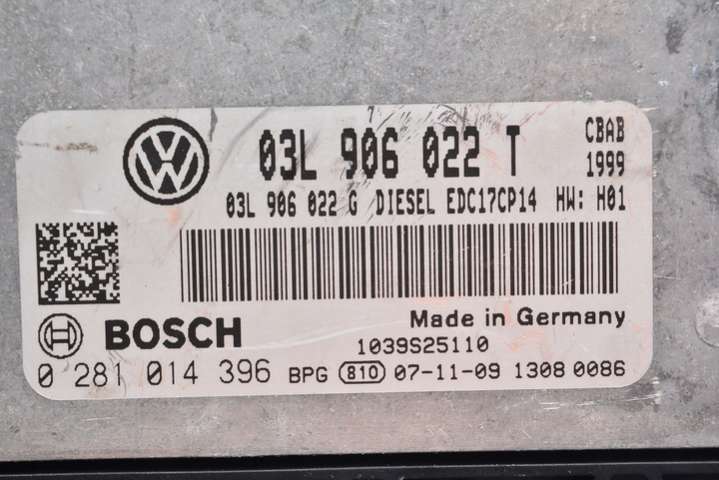 03L 906 022 T CBAB
1999
03L 906 022 G DIESEL EDC17CP14 HW: H01
Made in Germany
BOSCH
1039S25110
0 281 014 396 BPG 810 07-11-09 1308 0086